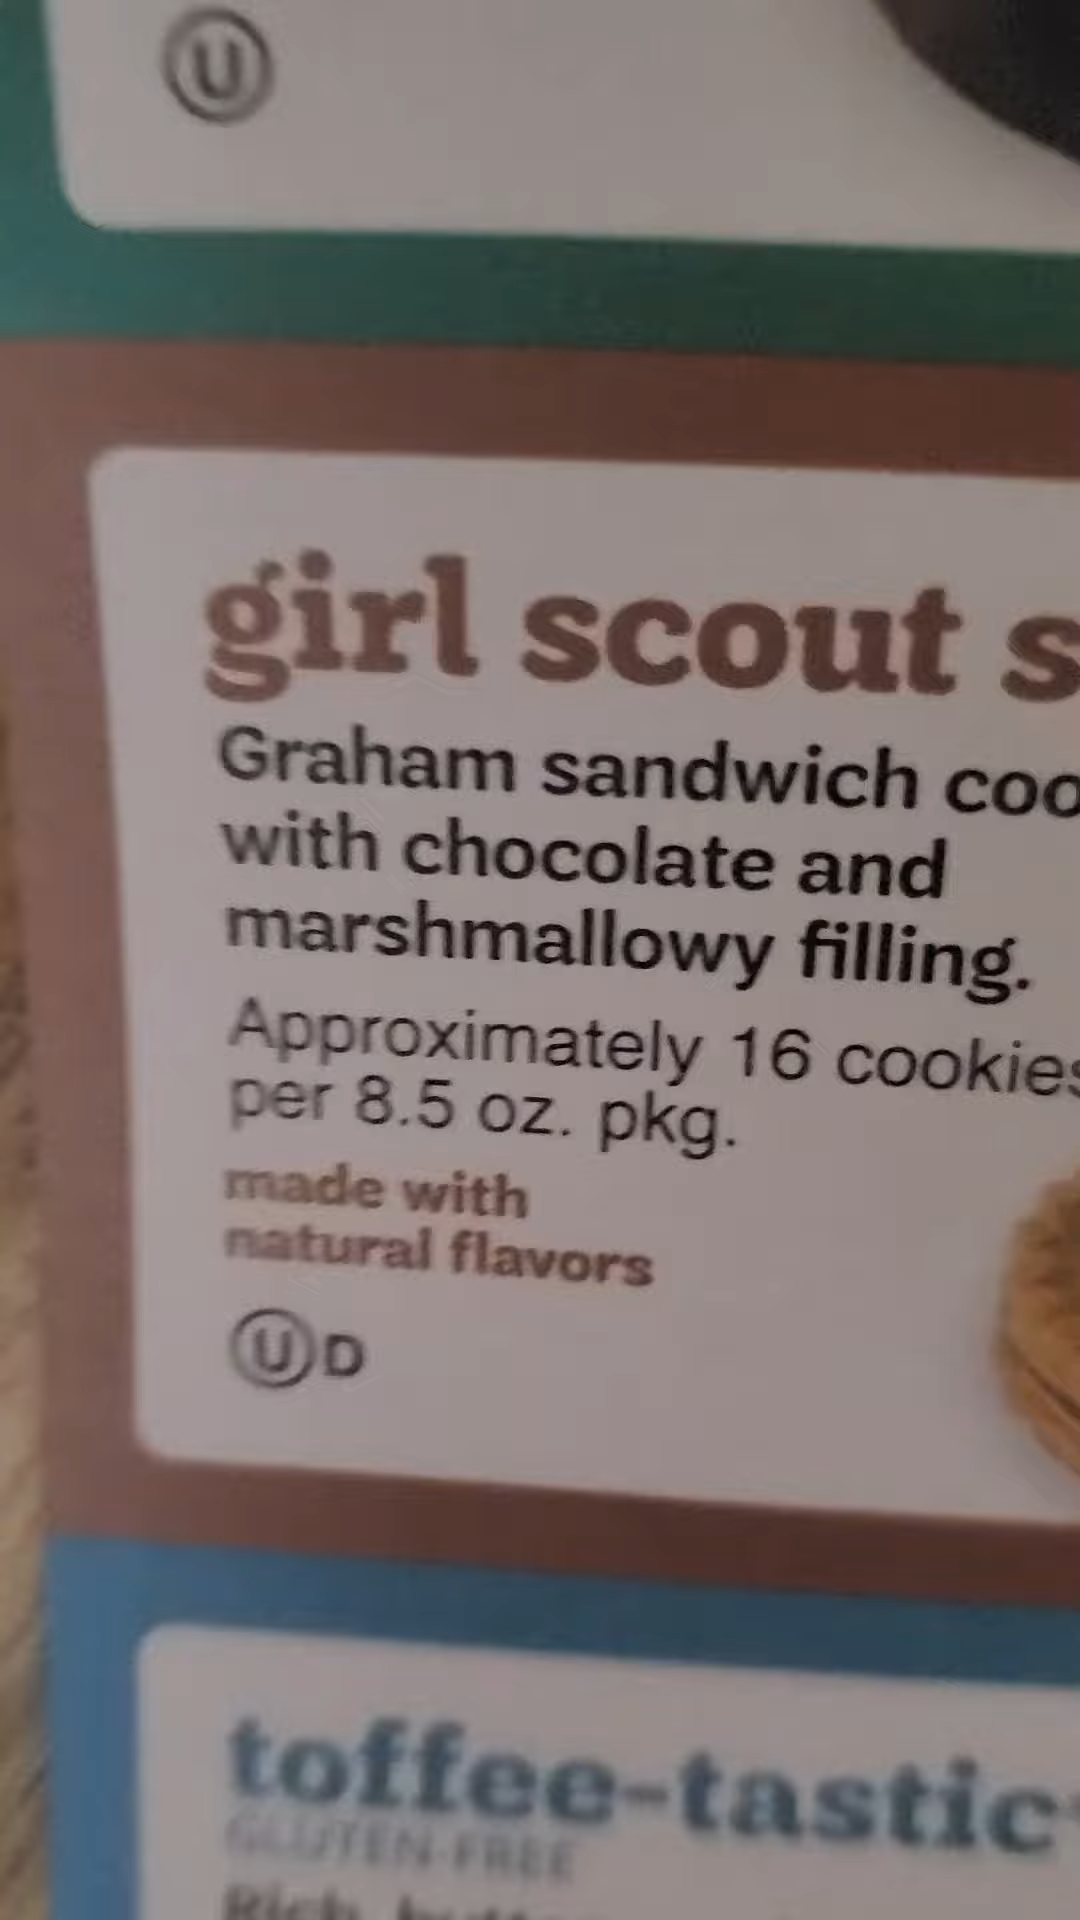 U
girl scout s
Graham sandwich coo
with chocolate and
marshmallowy filling.
Approximately 16 cookies
per 8.5 oz. pkg.
made with
natural flavors
U D
toffee-tastic
GLUTEN-FREE
Rich,